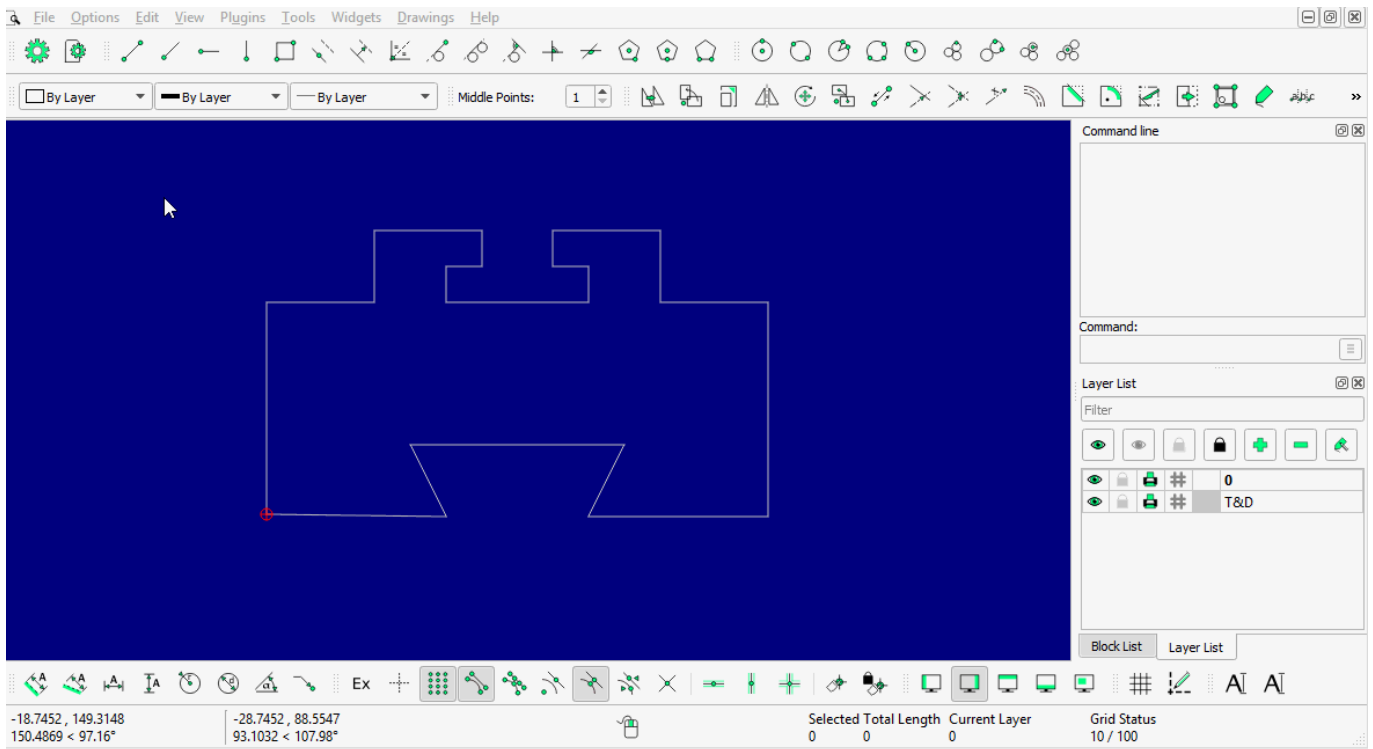 File Options Edit View Plugins Tools Widgets Drawings Help
By Layer By Layer By Layer Middle Points: 1 abc »
Command line
Command:
Layer List
Filter
0
T&D
Block List Layer List
A A A A α Ex AI AI
-18.7452 , 149.3148 -28.7452 , 88.5547 Selected Total Length Current Layer Grid Status
150.4869 < 97.16° 93.1032 < 107.98° 0 0 0 10 / 100